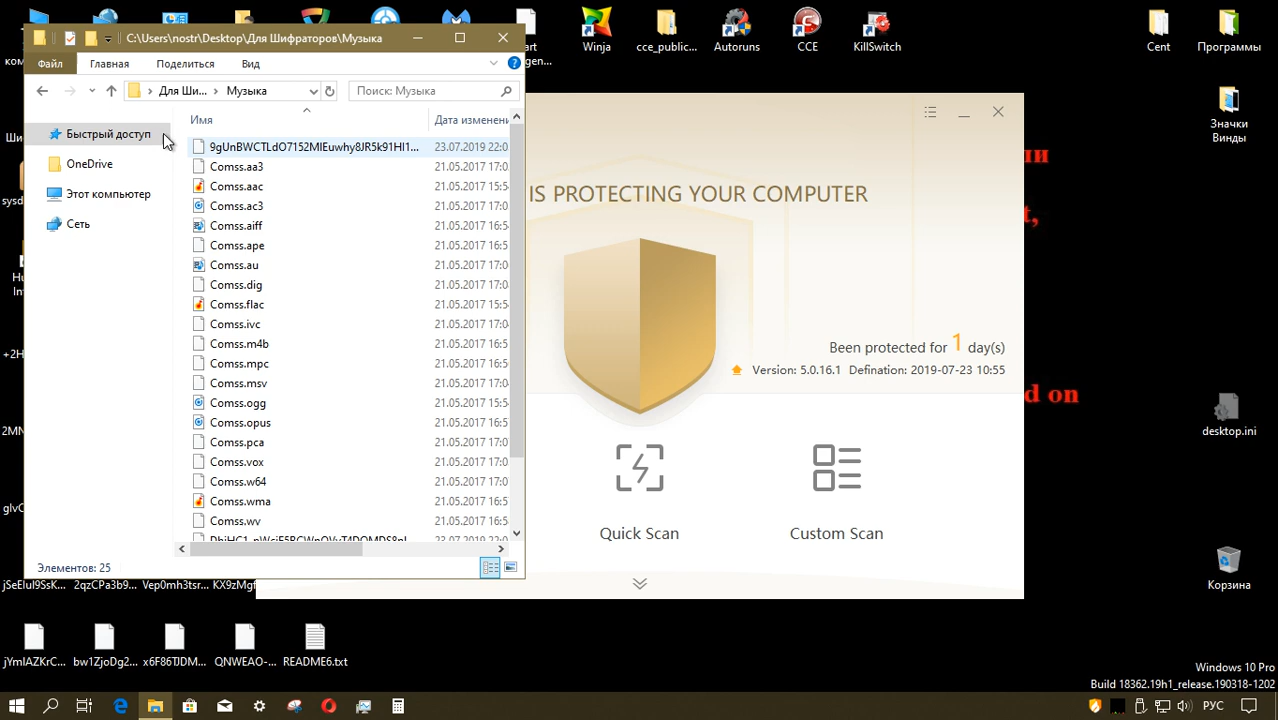 C:\Users\nostr\Desktop\Для Шифраторов\Музыка
Файл
Главная
Поделиться
Вид
Для Ши...
Музыка
Поиск: Музыка
Быстрый доступ
OneDrive
Этот компьютер
Сеть
Имя
Дата изменени
9gUnBWCTLdO7152MIEuwhy8JR5k91HI1... 23.07.2019 22:0
Comss.aa3 21.05.2017 17:0
Comss.aac 21.05.2017 15:5
Comss.ac3 21.05.2017 17:0
Comss.aiff 21.05.2017 16:5
Comss.ape 21.05.2017 16:5
Comss.au 21.05.2017 17:0
Comss.dig 21.05.2017 17:0
Comss.flac 21.05.2017 15:5
Comss.ivc 21.05.2017 17:0
Comss.m4b 21.05.2017 16:5
Comss.mpc 21.05.2017 16:5
Comss.msv 21.05.2017 17:0
Comss.ogg 21.05.2017 15:5
Comss.opus 21.05.2017 16:5
Comss.pca 21.05.2017 17:0
Comss.vox 21.05.2017 17:0
Comss.w64 21.05.2017 17:0
Comss.wma 21.05.2017 16:5
Comss.wv 21.05.2017 16:5
Элементов: 25
Winja
cce_public...
Autoruns
CCE
KillSwitch
Cent
Программы
Значки
Винды
desktop.ini
Корзина
IS PROTECTING YOUR COMPUTER
Been protected for 1 day(s)
Version: 5.0.16.1 Defination: 2019-07-23 10:55
Quick Scan
Custom Scan
d on
jSeEIul9SsK...
2qzCPa3b9...
Vep0mh3tsr...
KX9zMgf
jYmIAZKrC...
bw1ZjoDg2...
x6F86TJDM...
QNWEAO-...
README6.txt
Windows 10 Pro
Build 18362.19h1_release.190318-1202
РУС